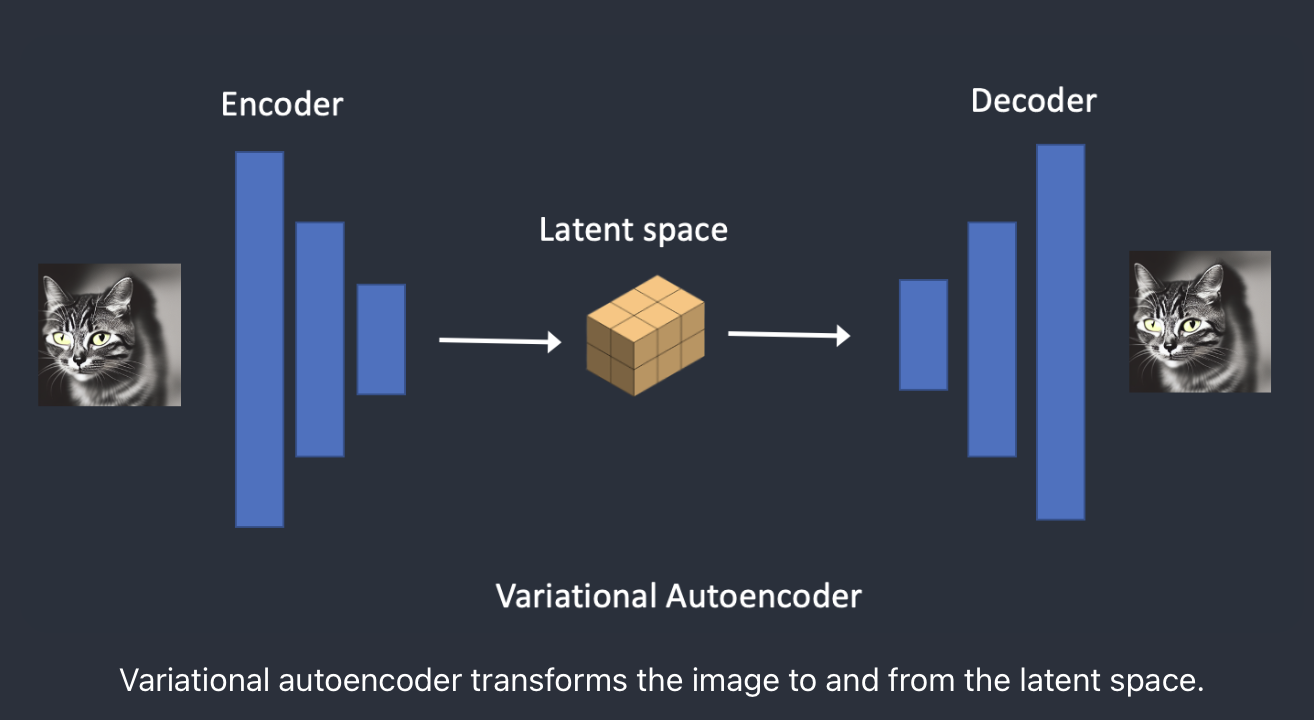 Encoder
Decoder
Latent space
Variational Autoencoder
Variational autoencoder transforms the image to and from the latent space.